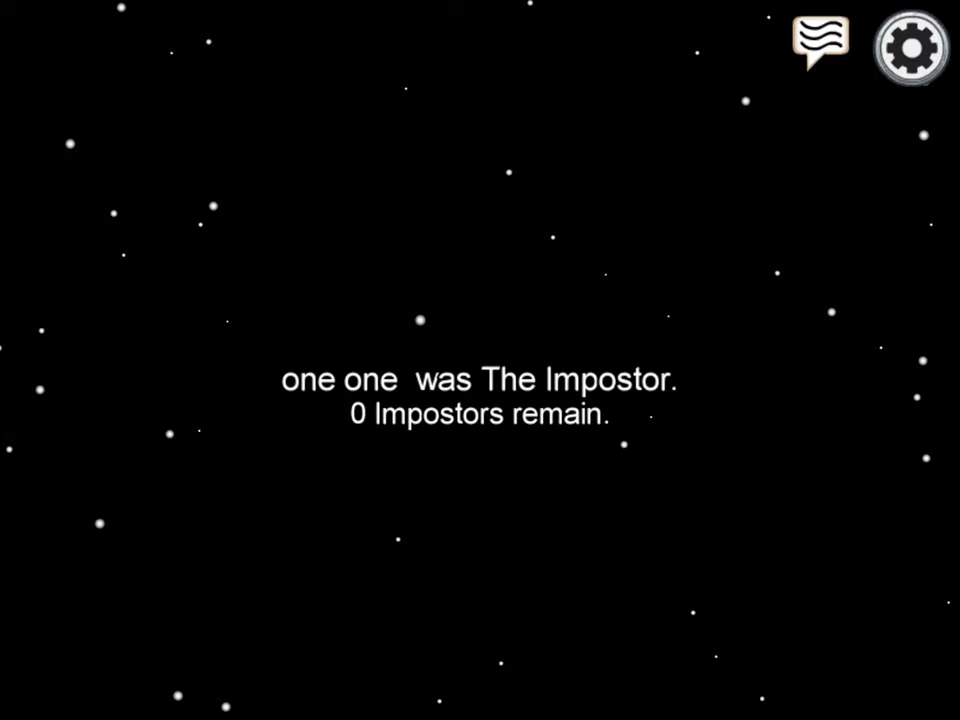 one one  was The Impostor.
0 Impostors remain.